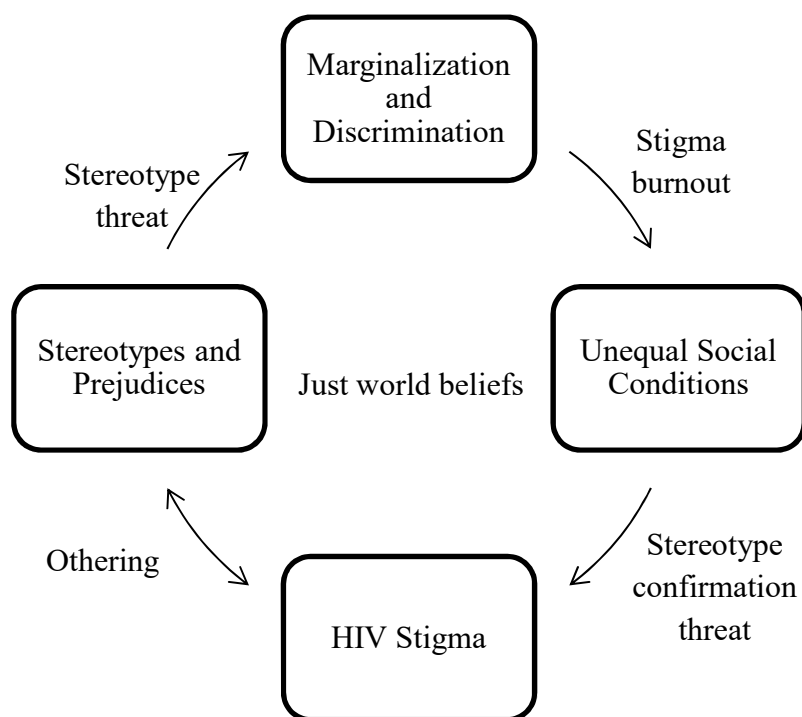 Marginalization
and
Discrimination
Stereotype
threat
Stigma
burnout
Stereotypes and
Prejudices
Just world beliefs
Unequal Social
Conditions
Othering
HIV Stigma
Stereotype
confirmation
threat